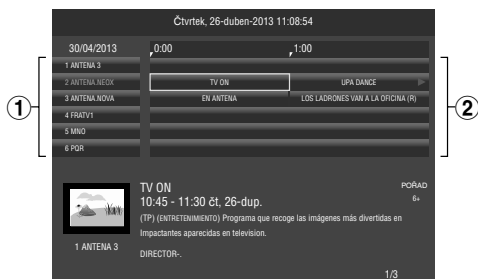 Čtvrtek, 26-duben-2013 11:08:54
30/04/2013 0:00 1:00
1 ANTENA 3
2 ANTENA.NEOX TV ON UPA DANCE
3 ANTENA.NOVA EN ANTENA LOS LADRONES VAN A LA OFICINA (R)
4 FRATV1
5 MNO
6 PQR
1 2
TV ON POŘAD
10:45 - 11:30 čt, 26-dup. 6+
(TP) (ENTRETENIMIENTO) Programa que recoge las imágenes más divertidas en
Impactantes aparecidas en television.
1 ANTENA 3
DIRECTOR-.
1/3